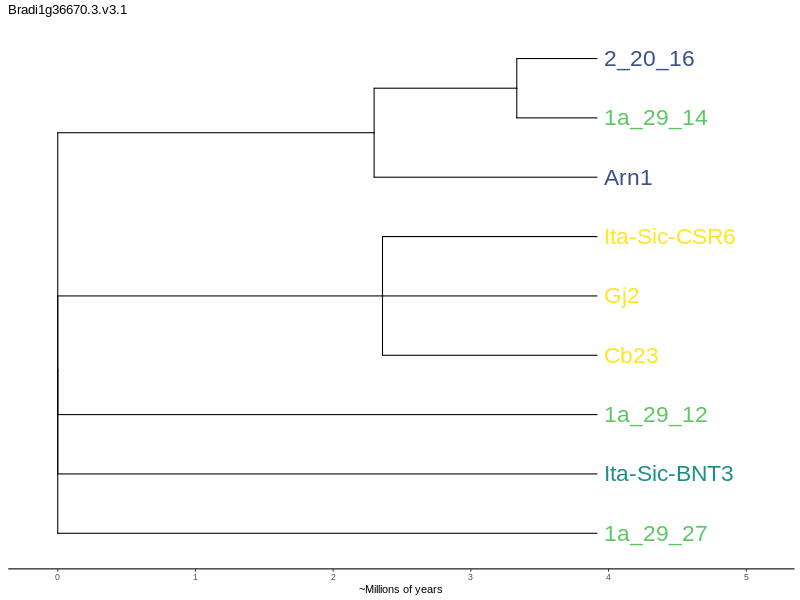 Bradi1g36670.3.v3.1
2_20_16
1a_29_14
Arn1
Ita-Sic-CSR6
Gj2
Cb23
1a_29_12
Ita-Sic-BNT3
1a_29_27
0 1 2 3 4 5
~Millions of years